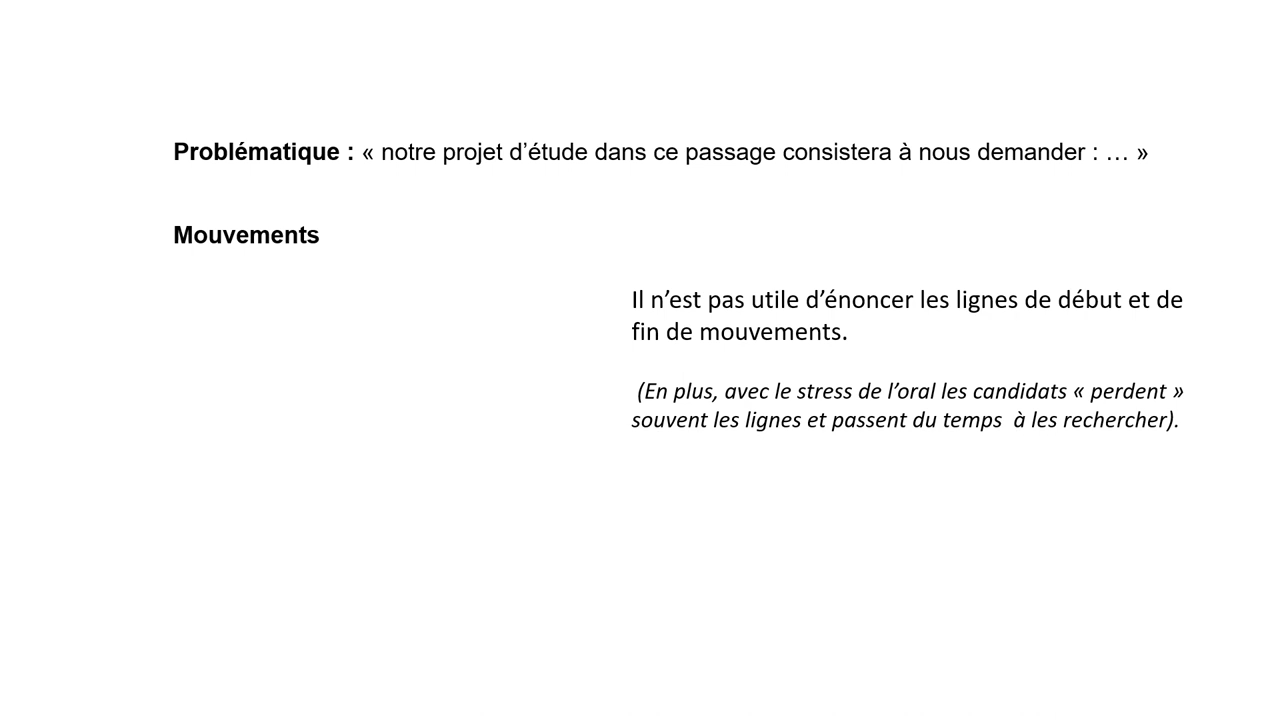 Problématique : « notre projet d’étude dans ce passage consistera à nous demander : … »
Mouvements
Il n’est pas utile d’énoncer les lignes de début et de
fin de mouvements.
(En plus, avec le stress de l’oral les candidats « perdent »
souvent les lignes et passent du temps  à les rechercher).